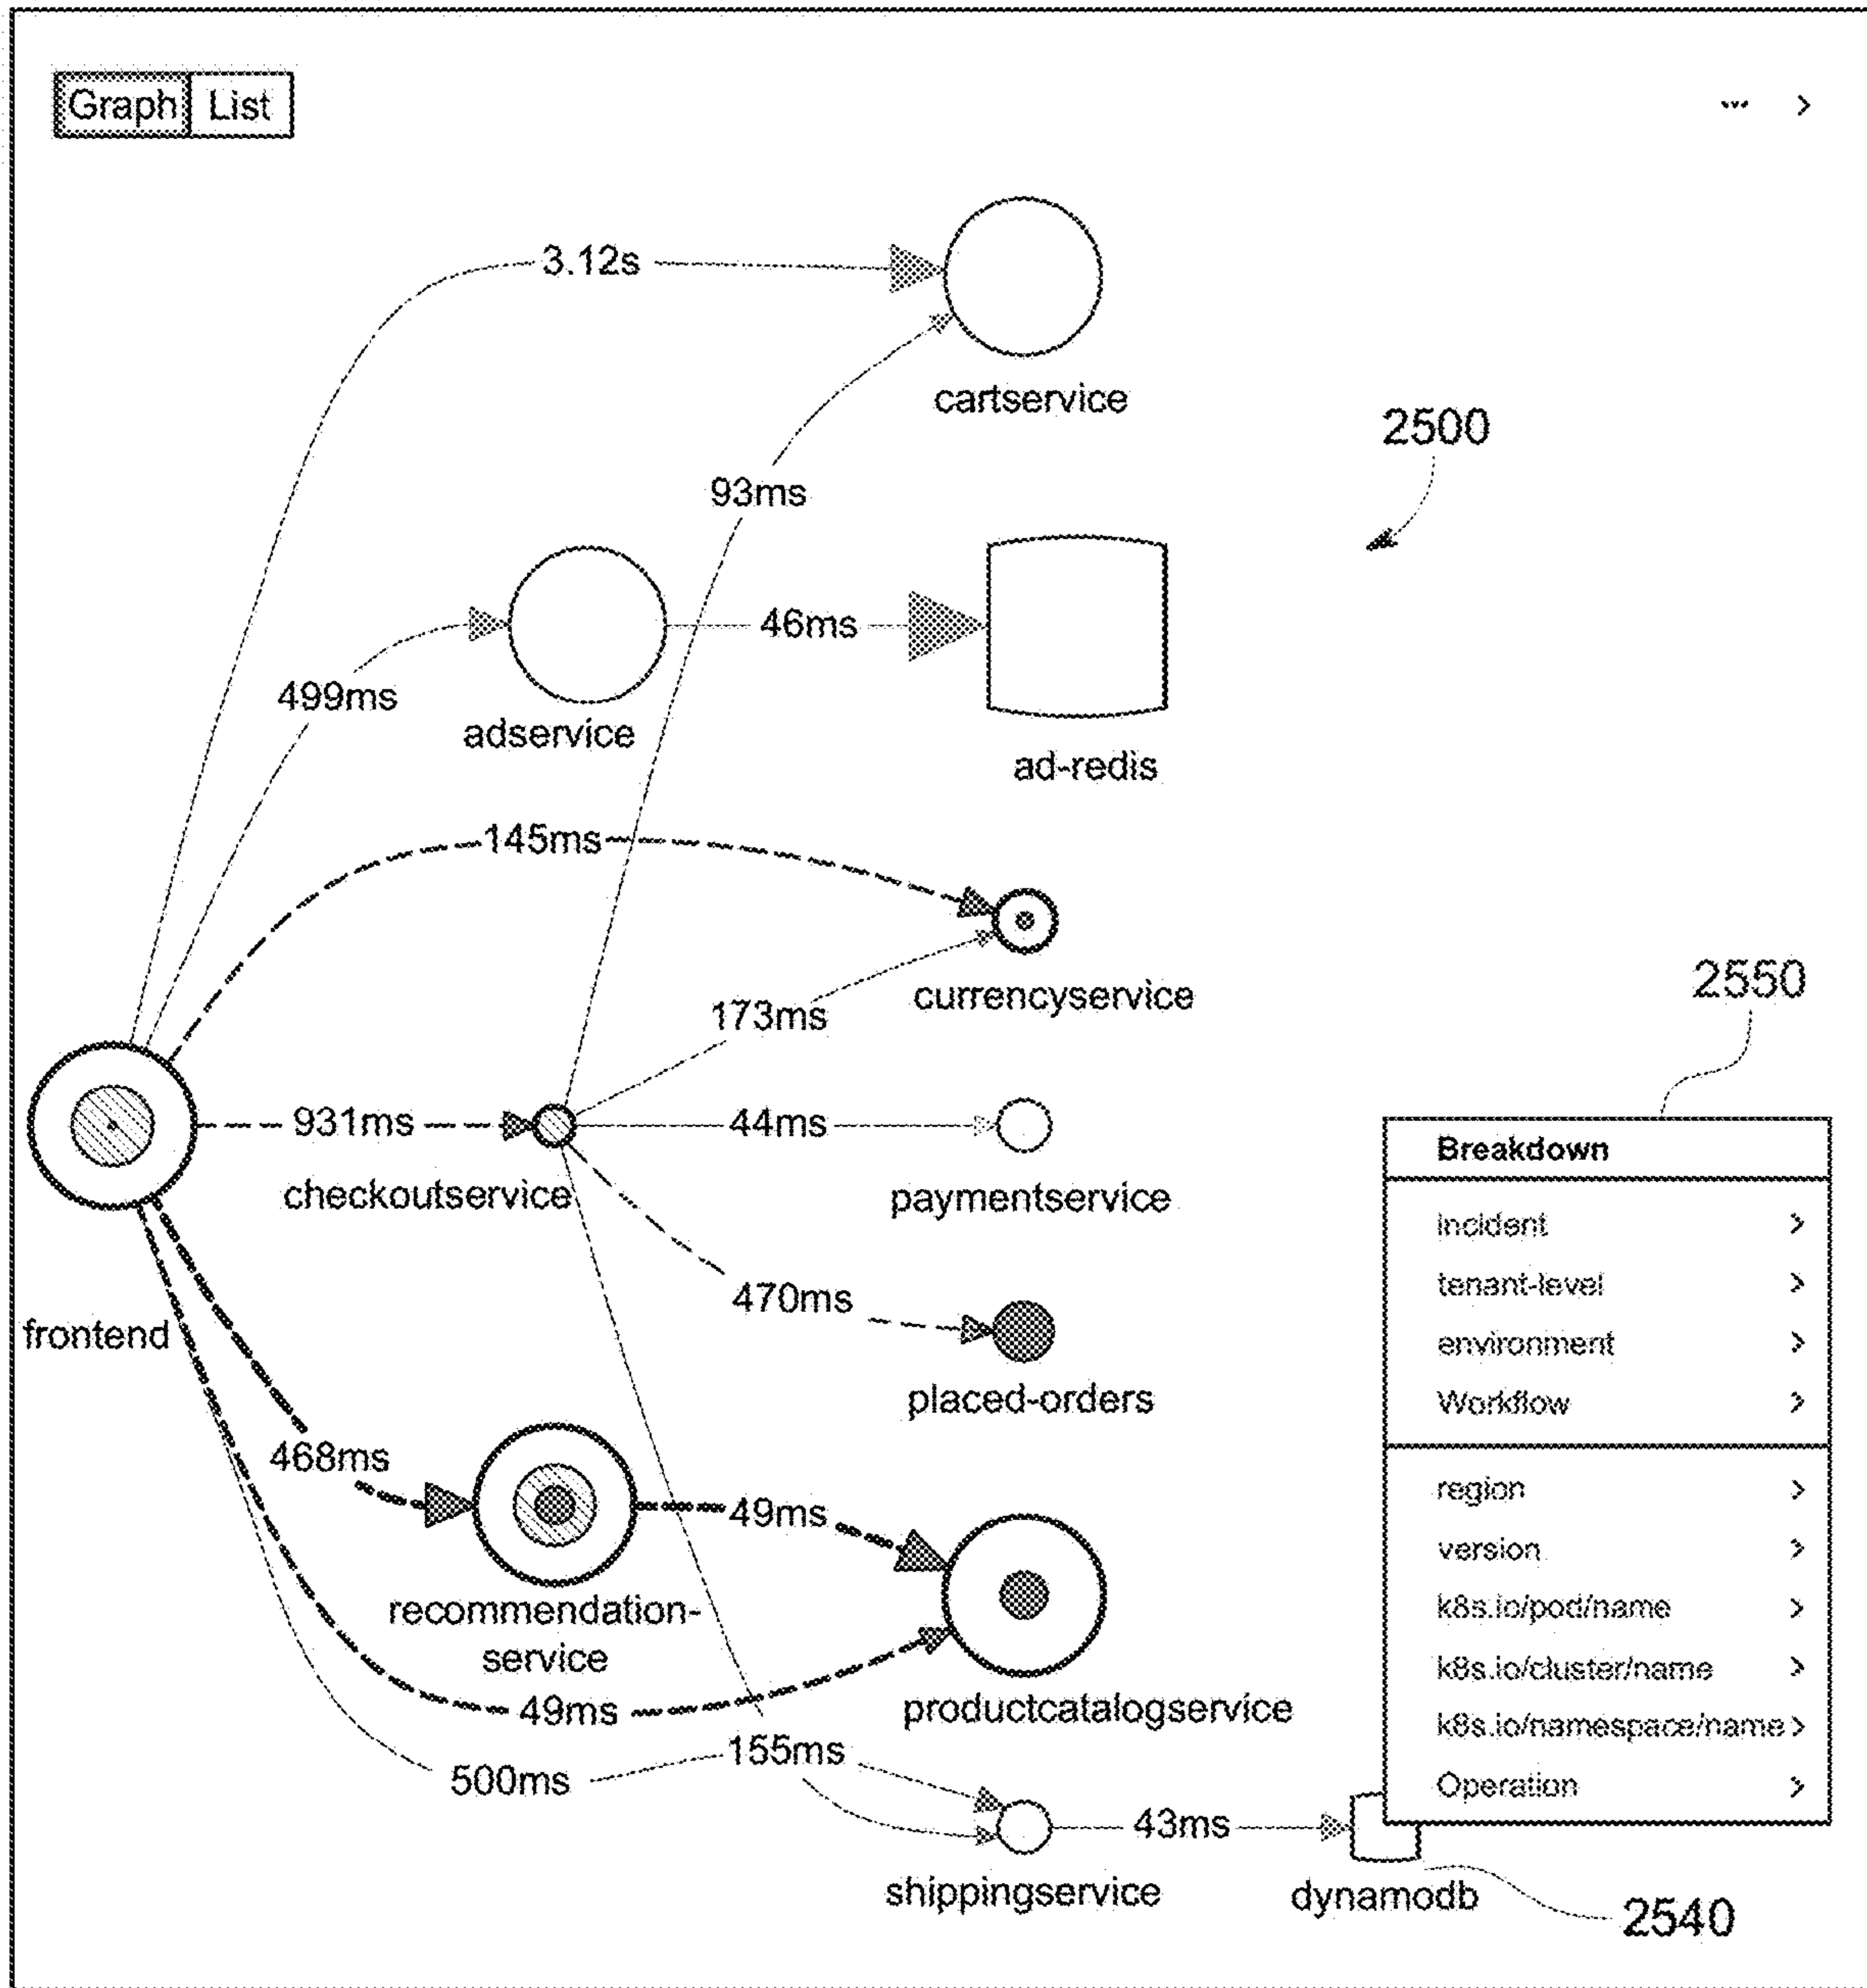 Graph List ... >
3.12s
cartservice
2500
93ms
46ms
499ms
adservice
ad-redis
145ms
currencyservice
2550
173ms
931ms
44ms
checkoutservice
paymentservice
470ms
frontend
placed-orders
468ms
49ms
recommendation-
service
49ms
productcatalogservice
155ms
500ms
43ms
shippingservice
dynamodb
2540
Breakdown
incident >
tenant-level >
environment >
Workflow >
region >
version >
k8s.io/pod/name >
k8s.io/cluster/name >
k8s.io/namespace/name >
Operation >